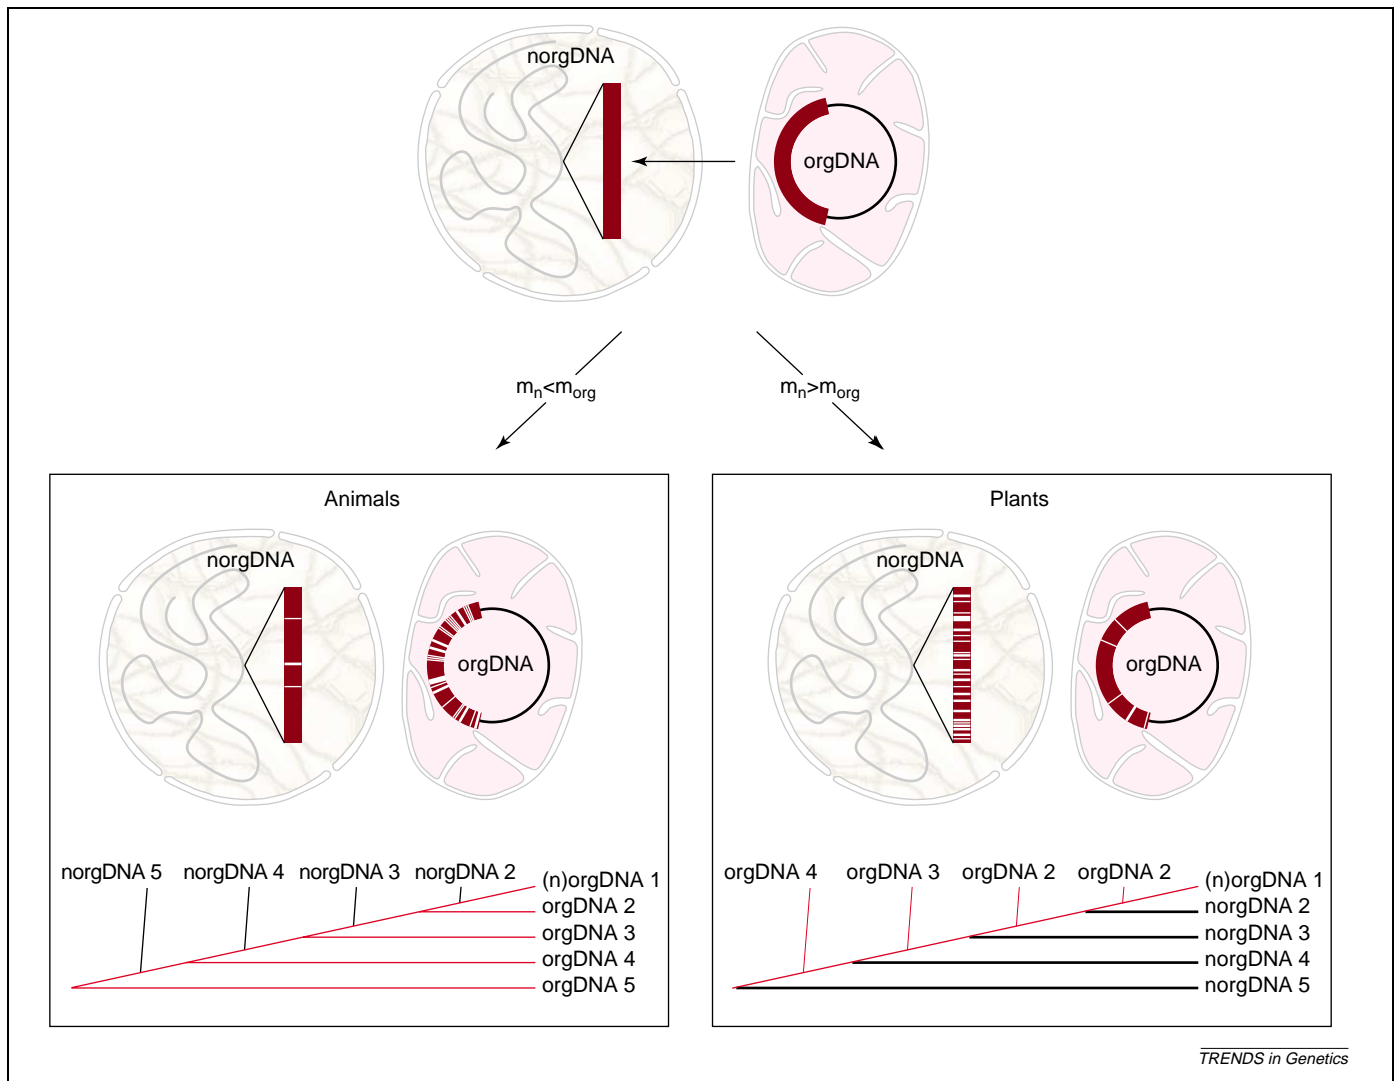 norgDNA
orgDNA
mn<morg
mn>morg
Animals
norgDNA
orgDNA
norgDNA 5 norgDNA 4 norgDNA 3 norgDNA 2
(n)orgDNA 1
orgDNA 2
orgDNA 3
orgDNA 4
orgDNA 5
Plants
norgDNA
orgDNA
orgDNA 4 orgDNA 3 orgDNA 2 orgDNA 2
(n)orgDNA 1
norgDNA 2
norgDNA 3
norgDNA 4
norgDNA 5
TRENDS in Genetics